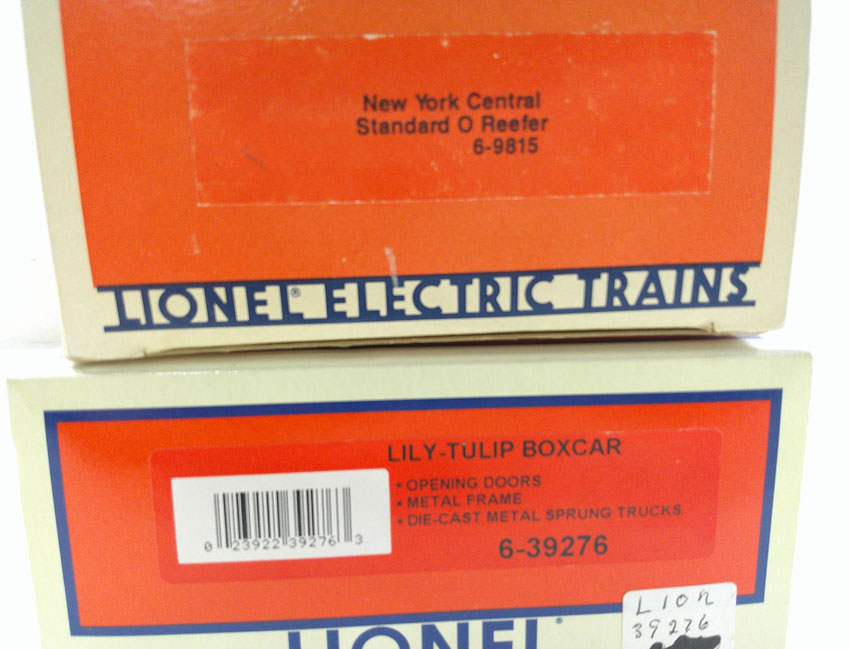 New York Central
Standard O Reefer
6-9815
LIONEL® ELECTRIC TRAINS
LILY-TULIP BOXCAR
• OPENING DOORS
• METAL FRAME
• DIE-CAST METAL SPRUNG TRUCKS
0 23922 39276 3
6-39276
LION
39276
LIONEL®